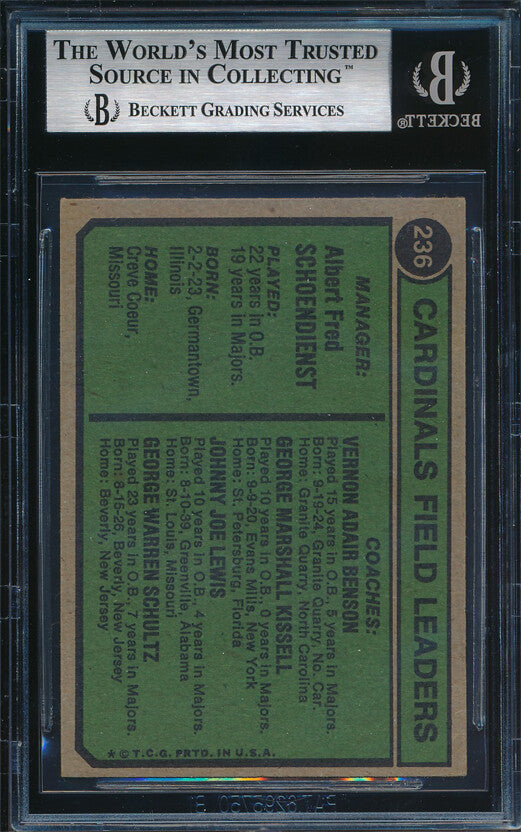 THE WORLD'S MOST TRUSTED
SOURCE IN COLLECTING™
BECKETT GRADING SERVICES
B
BECKETT®
236
CARDINALS FIELD LEADERS
MANAGER:
Albert Fred
SCHOENDIENST
PLAYED:
22 years in O.B.
19 years in Majors.
BORN:
2-2-23, Germantown,
Illinois
HOME:
Creve Coeur,
Missouri
COACHES:
VERNON ADAIR BENSON
Played 15 years in O.B. 5 years in Majors.
Born: 9-19-24, Granite Quarry, No. Car.
Home: Granite Quarry, North Carolina
GEORGE MARSHALL KISSELL
Played 10 years in O.B., 0 years in Majors.
Born: 9-9-20, Evans Mills, New York
Home: St. Petersburg, Florida
JOHNNY JOE LEWIS
Played 10 years in O.B. 4 years in Majors.
Born: 8-10-39, Greenville, Alabama
Home: St. Louis, Missouri
GEORGE WARREN SCHULTZ
Played 23 years in O.B., 7 years in Majors.
Born: 8-15-26, Beverly, New Jersey
Home: Beverly, New Jersey
* © T.C.G. PRTD. IN U.S.A.